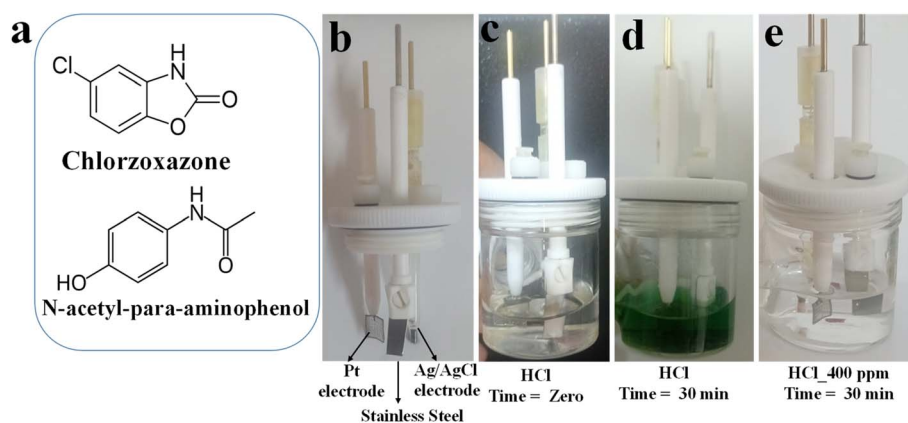 a
Cl
H
N
O
O
Chlorzoxazone
H
N
HO
O
N-acetyl-para-aminophenol
b
Pt
electrode
Ag/AgCl
electrode
Stainless Steel
c
HCl
Time = Zero
d
HCl
Time = 30 min
e
HCl_400 ppm
Time = 30 min